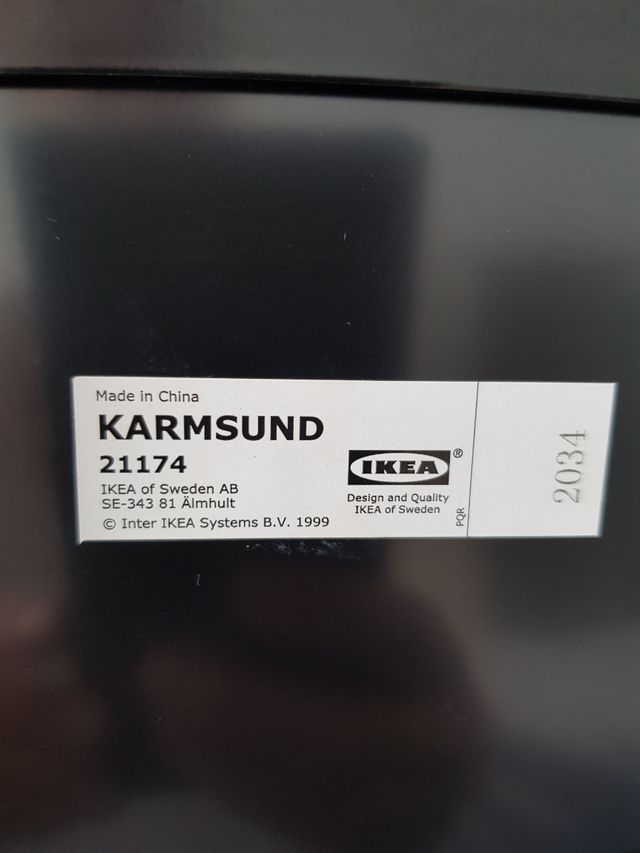 Made in China
KARMSUND
21174
IKEA of Sweden AB
SE-343 81 Älmhult
© Inter IKEA Systems B.V. 1999
IKEA®
Design and Quality
IKEA of Sweden
PQR
2034